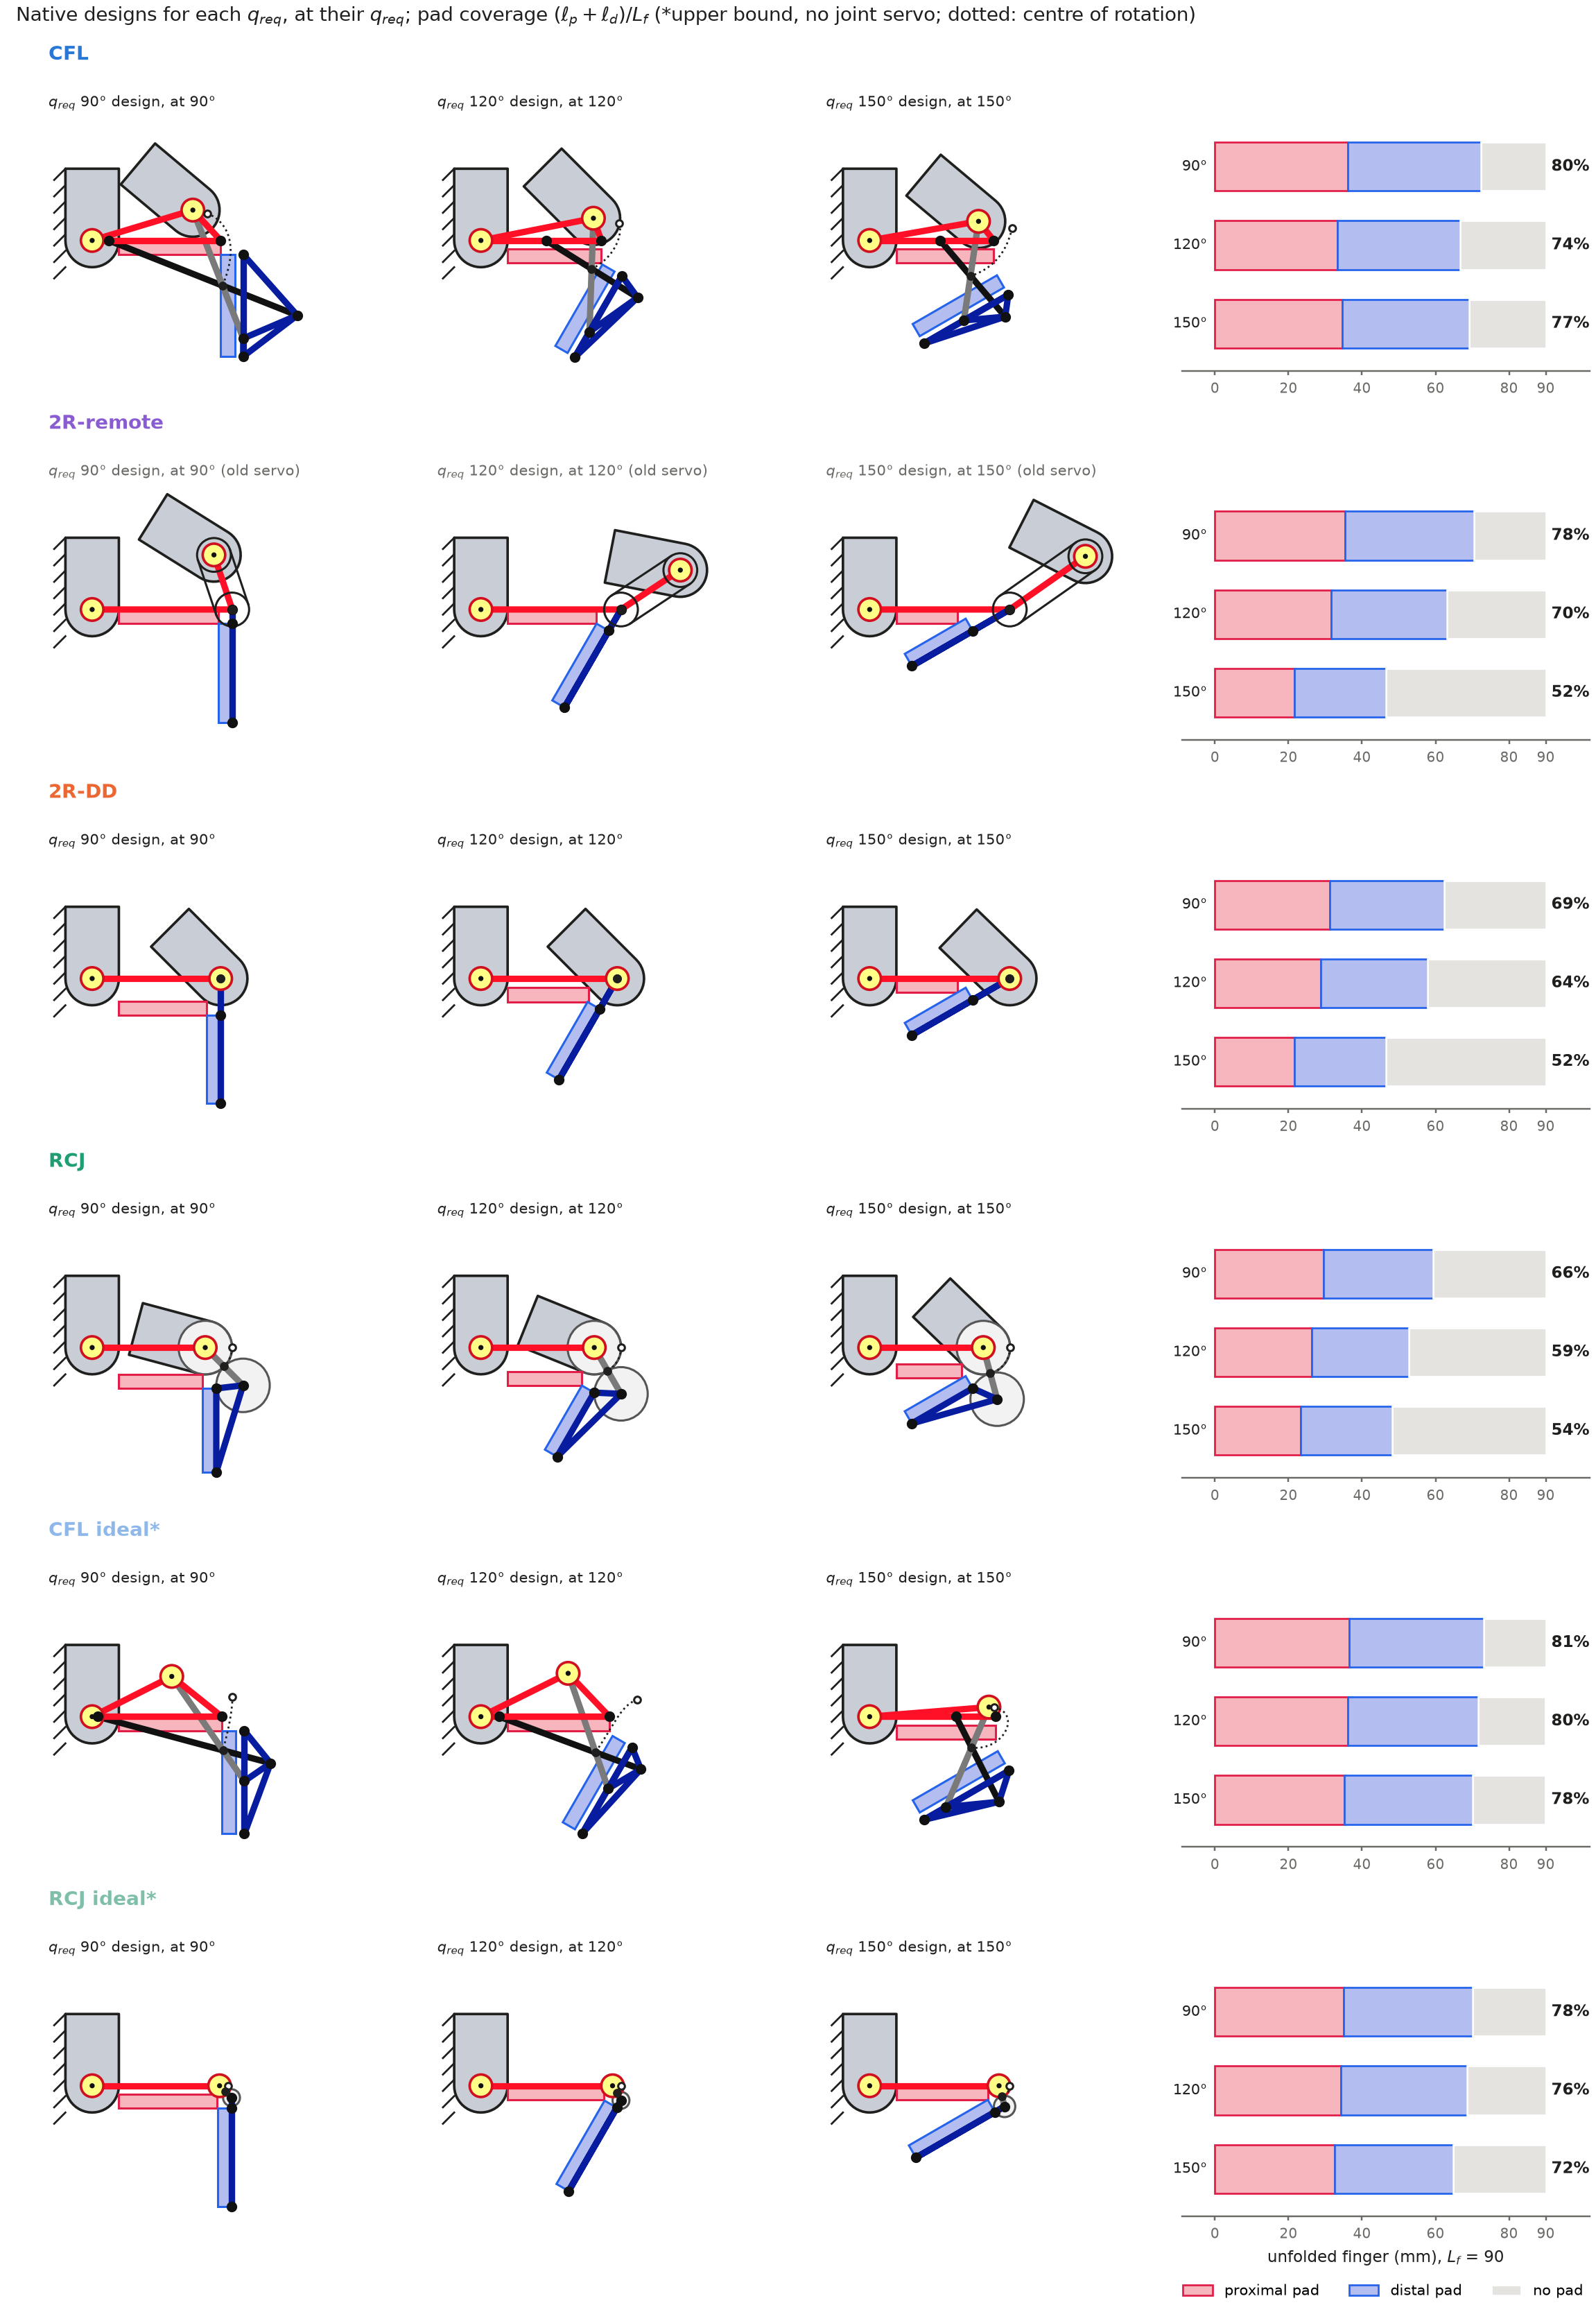 Native designs for each q_req, at their q_req; pad coverage (ℓ_p + ℓ_d)/L_f (*upper bound, no joint servo; dotted: centre of rotation)
CFL
q_req 90° design, at 90°
q_req 120° design, at 120°
q_req 150° design, at 150°
90° 80%
120° 74%
150° 77%
0 20 40 60 80 90
2R-remote
q_req 90° design, at 90° (old servo)
q_req 120° design, at 120° (old servo)
q_req 150° design, at 150° (old servo)
90° 78%
120° 70%
150° 52%
0 20 40 60 80 90
2R-DD
q_req 90° design, at 90°
q_req 120° design, at 120°
q_req 150° design, at 150°
90° 69%
120° 64%
150° 52%
0 20 40 60 80 90
RCJ
q_req 90° design, at 90°
q_req 120° design, at 120°
q_req 150° design, at 150°
90° 66%
120° 59%
150° 54%
0 20 40 60 80 90
CFL ideal*
q_req 90° design, at 90°
q_req 120° design, at 120°
q_req 150° design, at 150°
90° 81%
120° 80%
150° 78%
0 20 40 60 80 90
RCJ ideal*
q_req 90° design, at 90°
q_req 120° design, at 120°
q_req 150° design, at 150°
90° 78%
120° 76%
150° 72%
0 20 40 60 80 90
unfolded finger (mm), L_f = 90
proximal pad distal pad no pad